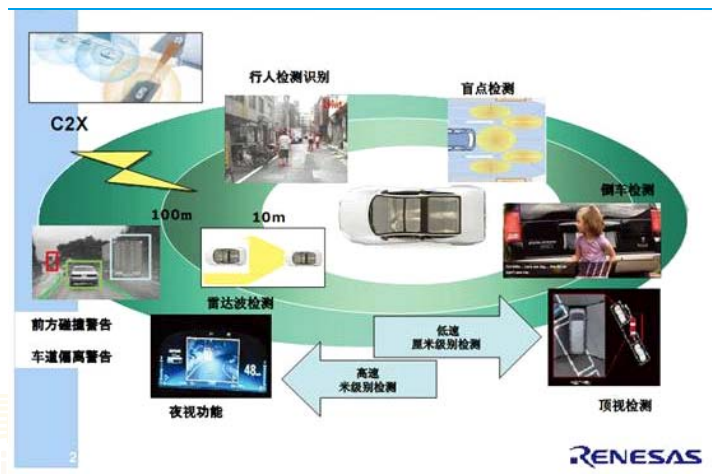 行人检测识别
盲点检测
C2X
倒车检测
100m
10m
雷达波检测
前方碰撞警告
车道偏离警告
低速
厘米级别检测
高速
米级别检测
48
夜视功能
顶视检测
2
RENESAS